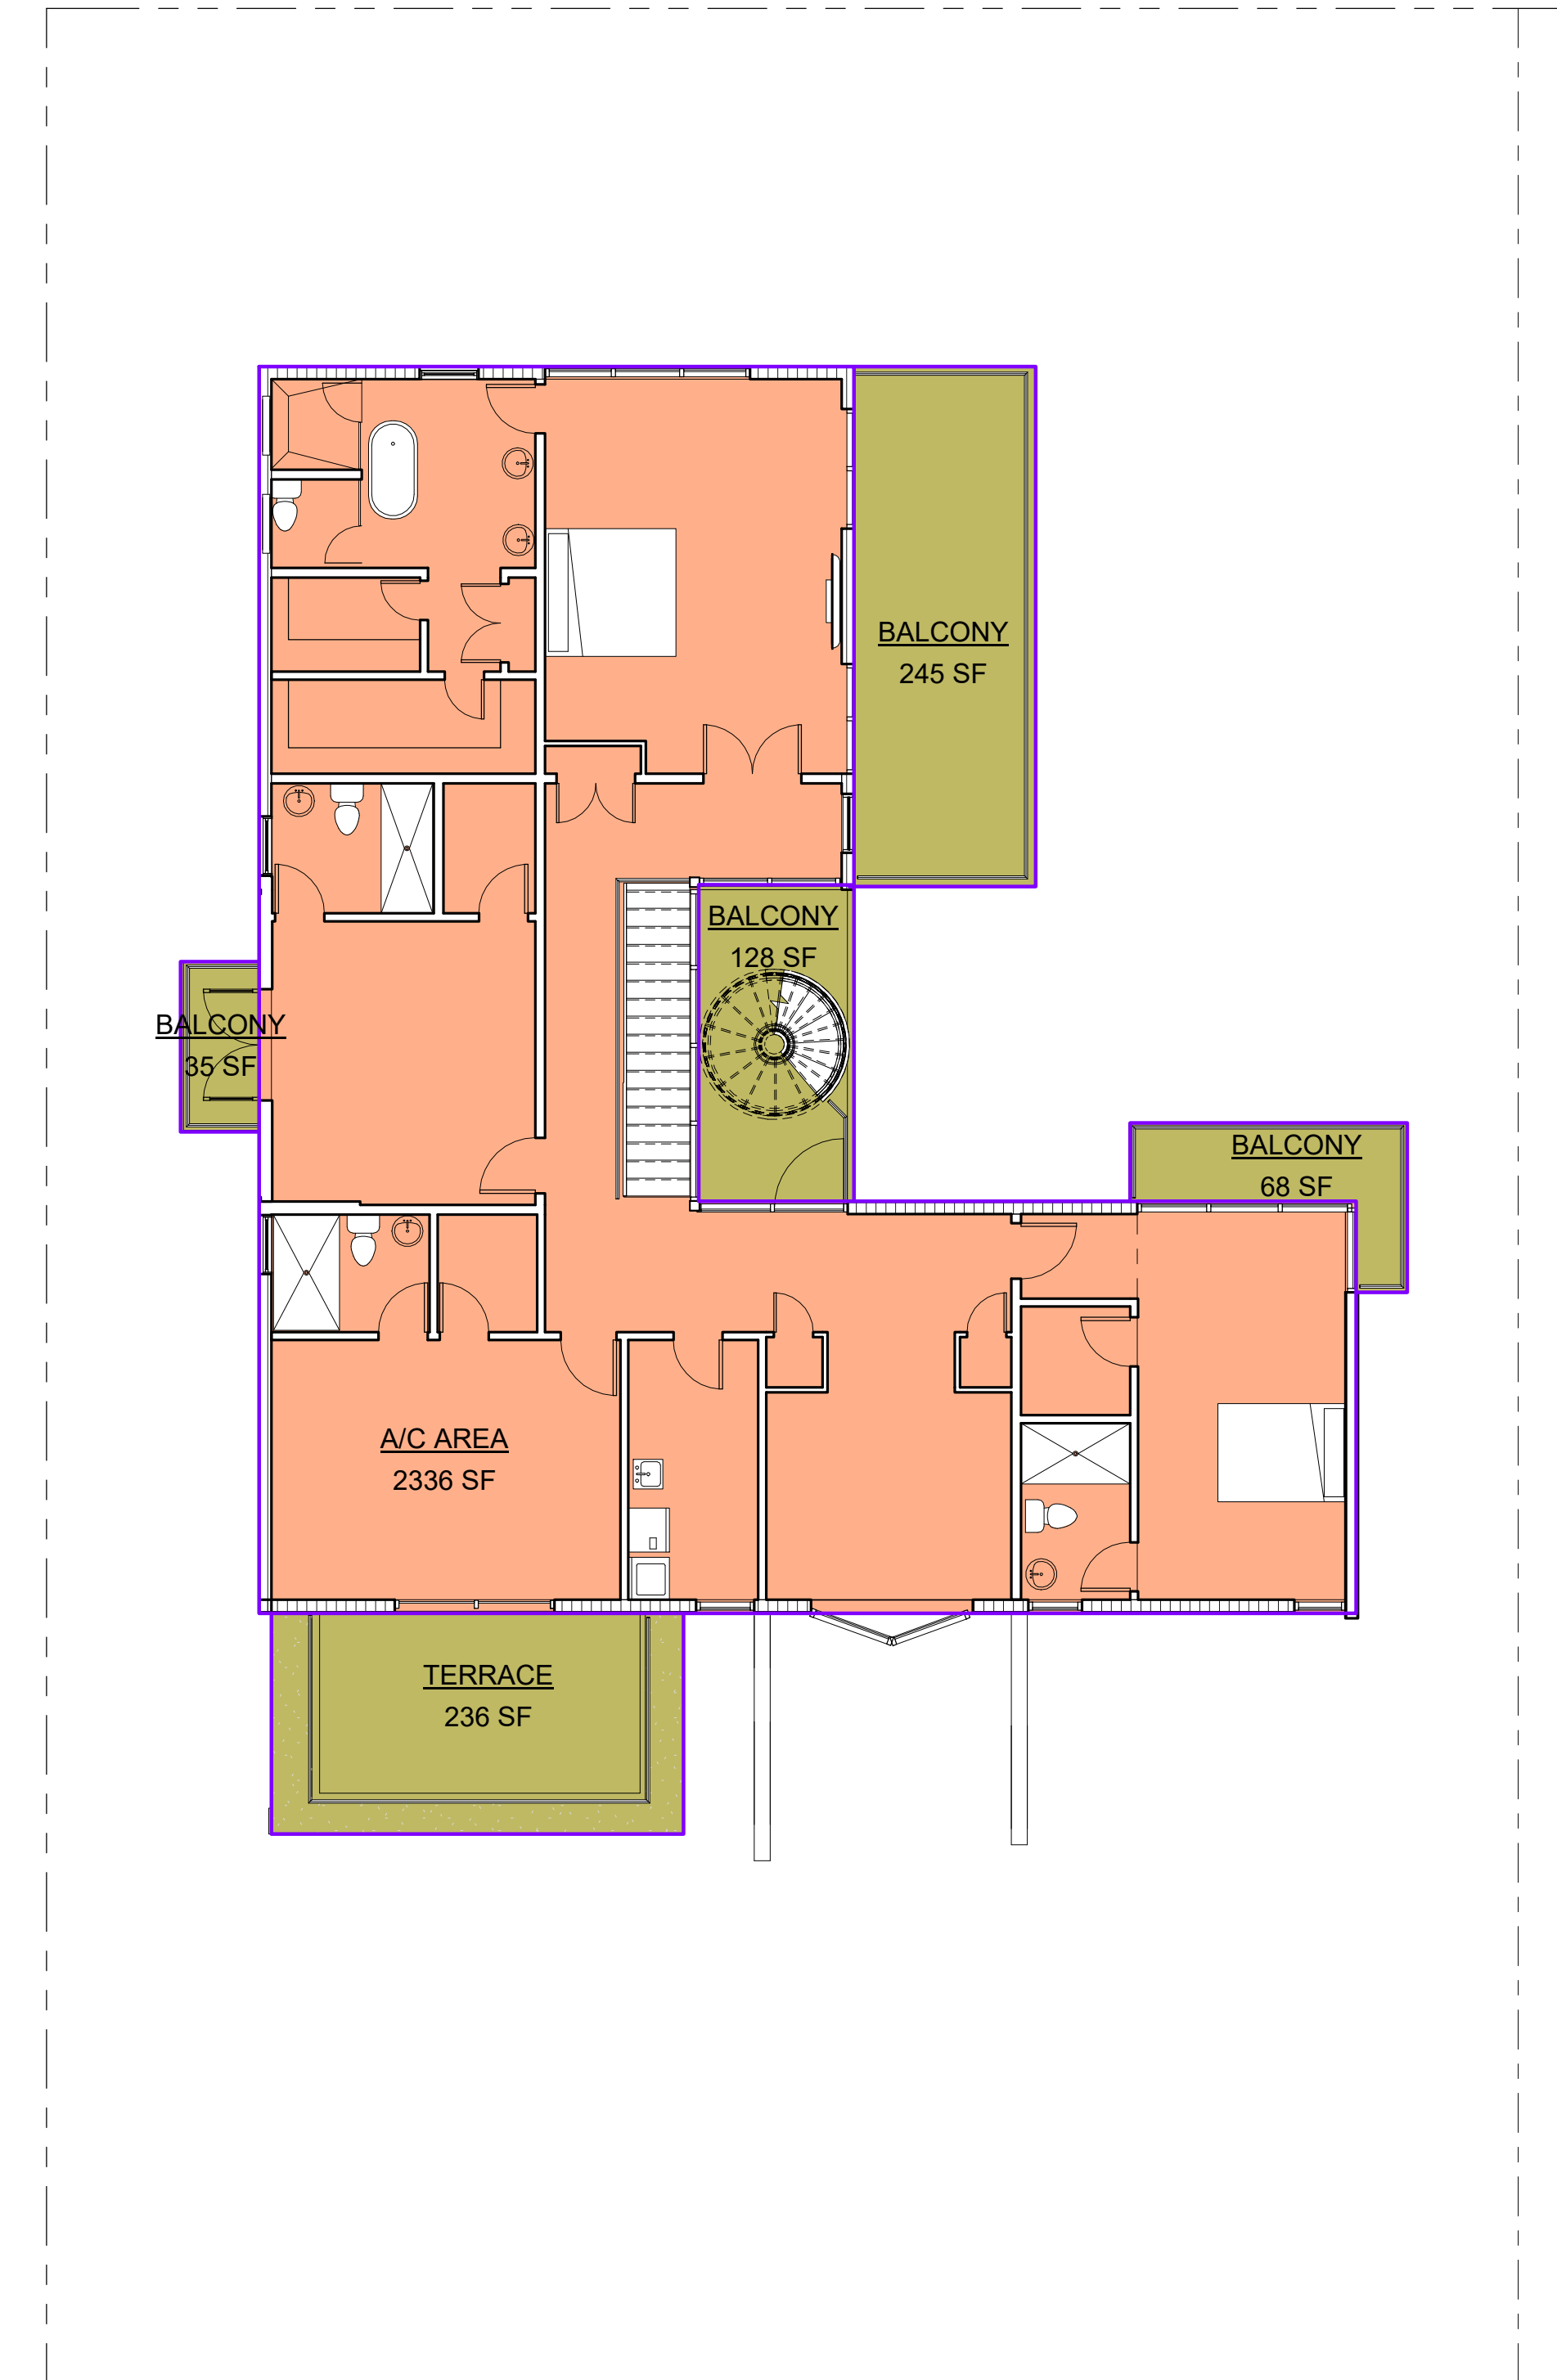 BALCONY
245 SF
BALCONY
128 SF
BALCONY
35 SF
BALCONY
68 SF
A/C AREA
2336 SF
TERRACE
236 SF